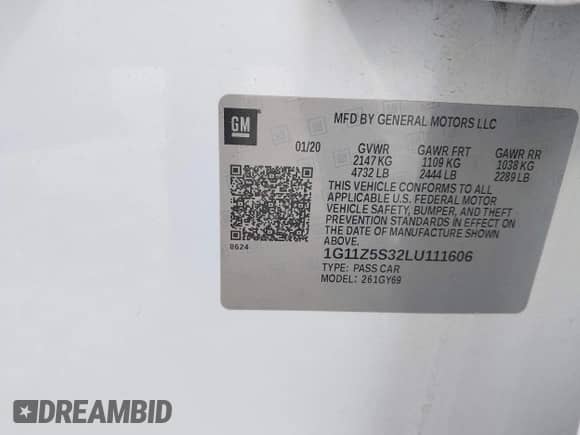 GM
MFD BY GENERAL MOTORS LLC
01/20 GVWR GAWR FRT GAWR RR
2147 KG 1109 KG 1038 KG
4732 LB 2444 LB 2289 LB
THIS VEHICLE CONFORMS TO ALL
APPLICABLE U.S. FEDERAL MOTOR
VEHICLE SAFETY, BUMPER, AND THEFT
PREVENTION STANDARDS IN EFFECT ON
THE DATE OF MANUFACTURE SHOWN
ABOVE.
8624
1G11Z5S32LU111606
TYPE: PASS CAR
MODEL: 261GY69
DREAMBID